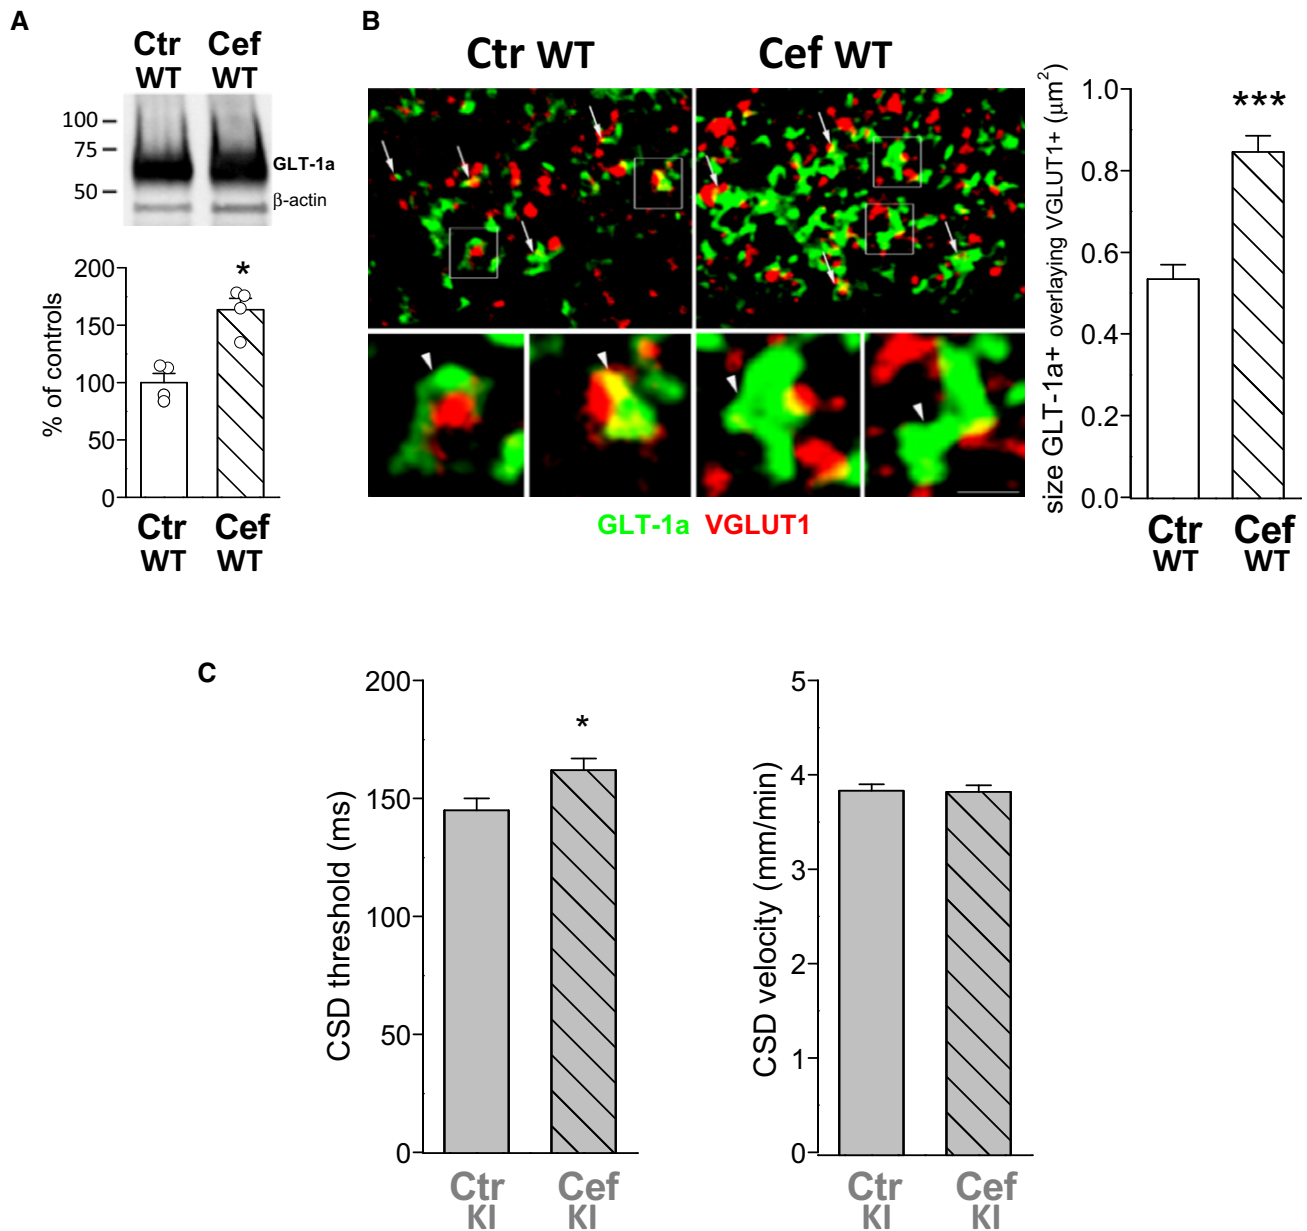 A
Ctr Cef
WT WT
100
75
50
GLT-1a
β-actin
% of controls
200
150
100
50
0
*
Ctr Cef
WT WT
B
Ctr WT Cef WT
GLT-1a VGLUT1
size GLT-1a+ overlaying VGLUT1+ (μm²)
1.0
0.8
0.6
0.4
0.2
0.0
***
Ctr Cef
WT WT
C
CSD threshold (ms)
200
150
100
50
0
*
Ctr Cef
KI KI
CSD velocity (mm/min)
5
4
3
2
1
0
Ctr Cef
KI KI